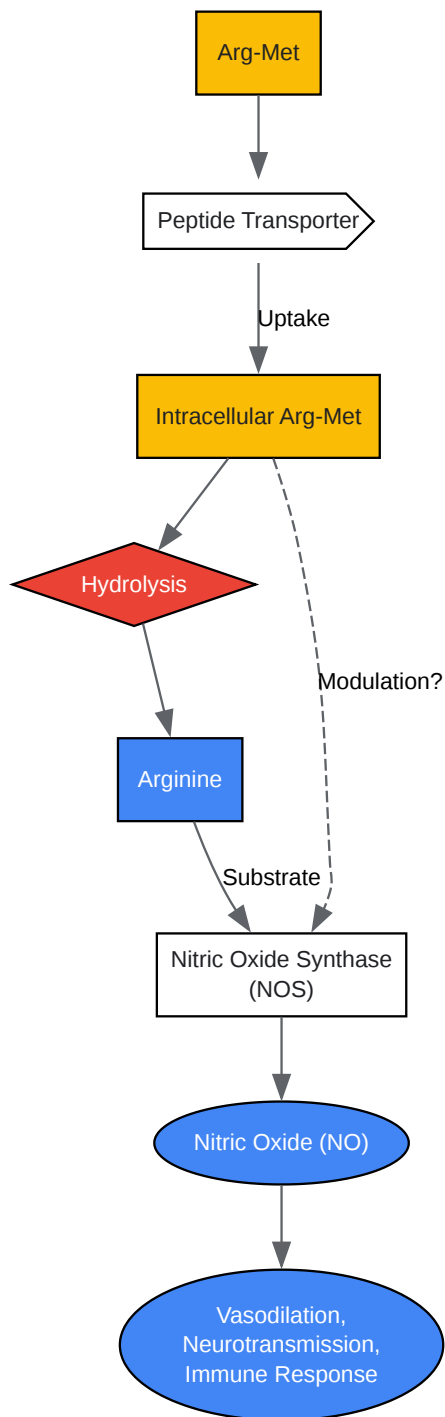 Arg-Met
Peptide Transporter
Uptake
Intracellular Arg-Met
Hydrolysis
Modulation?
Arginine
Substrate
Nitric Oxide Synthase
(NOS)
Nitric Oxide (NO)
Vasodilation,
Neurotransmission,
Immune Response